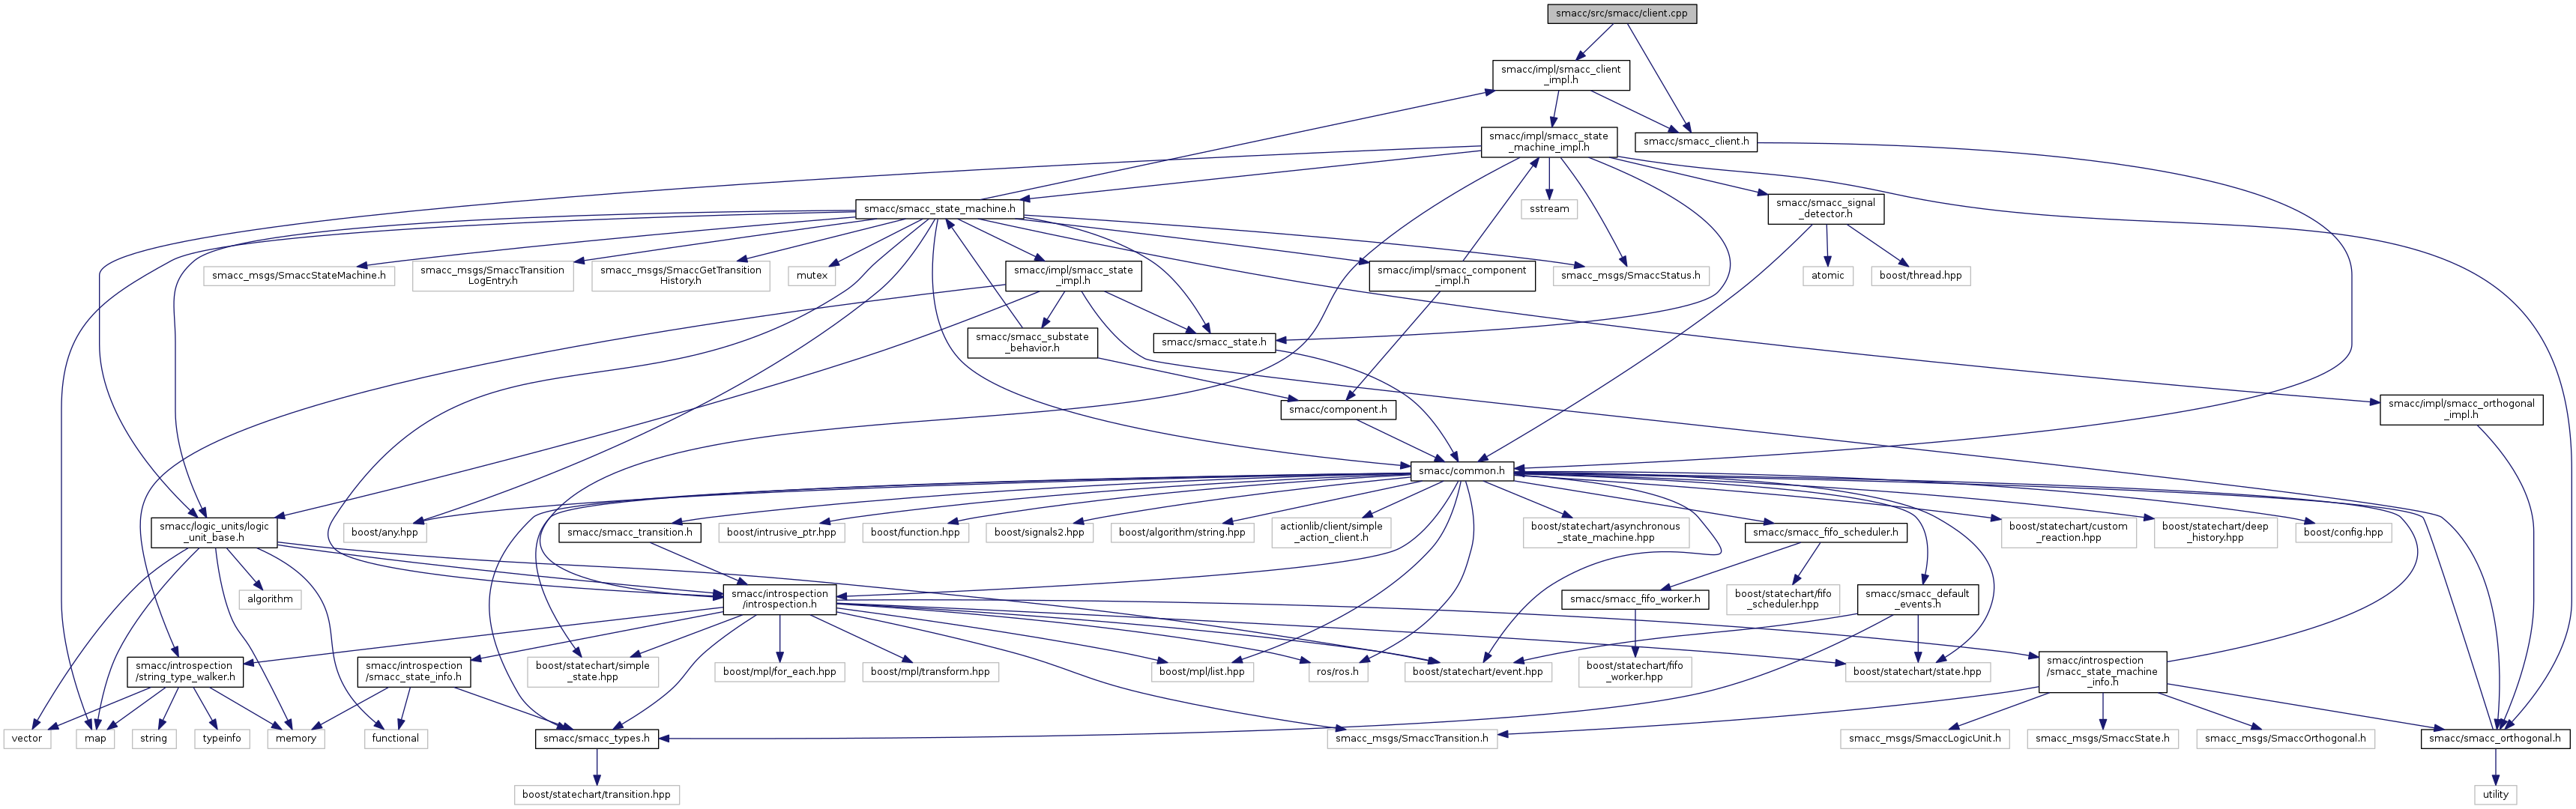 smacc/src/smacc/client.cpp
smacc/impl/smacc_client
_impl.h
smacc/impl/smacc_state
_machine_impl.h
smacc/smacc_client.h
smacc/smacc_state_machine.h
sstream
smacc/smacc_signal
_detector.h
smacc_msgs/SmaccStateMachine.h
smacc_msgs/SmaccTransition
LogEntry.h
smacc_msgs/SmaccGetTransition
History.h
mutex
smacc/impl/smacc_state
_impl.h
smacc/impl/smacc_component
_impl.h
smacc_msgs/SmaccStatus.h
atomic
boost/thread.hpp
smacc/smacc_substate
_behavior.h
smacc/smacc_state.h
smacc/component.h
smacc/impl/smacc_orthogonal
_impl.h
smacc/common.h
smacc/logic_units/logic
_unit_base.h
boost/any.hpp
smacc/smacc_transition.h
boost/intrusive_ptr.hpp
boost/function.hpp
boost/signals2.hpp
boost/algorithm/string.hpp
actionlib/client/simple
_action_client.h
boost/statechart/asynchronous
_state_machine.hpp
smacc/smacc_fifo_scheduler.h
boost/statechart/custom
_reaction.hpp
boost/statechart/deep
_history.hpp
boost/config.hpp
algorithm
smacc/introspection
/introspection.h
smacc/smacc_fifo_worker.h
boost/statechart/fifo
_scheduler.hpp
smacc/smacc_default
_events.h
smacc/introspection
/string_type_walker.h
smacc/introspection
/smacc_state_info.h
boost/statechart/simple
_state.hpp
boost/mpl/for_each.hpp
boost/mpl/transform.hpp
boost/mpl/list.hpp
ros/ros.h
boost/statechart/event.hpp
boost/statechart/fifo
_worker.hpp
boost/statechart/state.hpp
smacc/introspection
/smacc_state_machine
_info.h
vector
map
string
typeinfo
memory
functional
smacc/smacc_types.h
smacc_msgs/SmaccTransition.h
smacc_msgs/SmaccLogicUnit.h
smacc_msgs/SmaccState.h
smacc_msgs/SmaccOrthogonal.h
smacc/smacc_orthogonal.h
boost/statechart/transition.hpp
utility